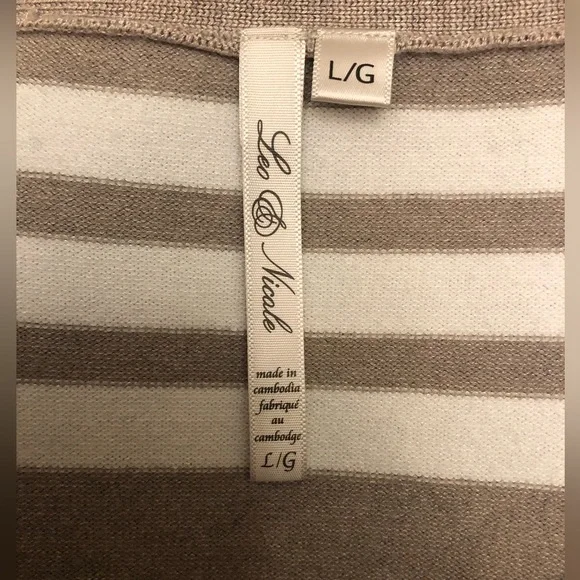 L/G
Leo & Nicole
made in
cambodia
fabriqué
au
cambodge
L/G